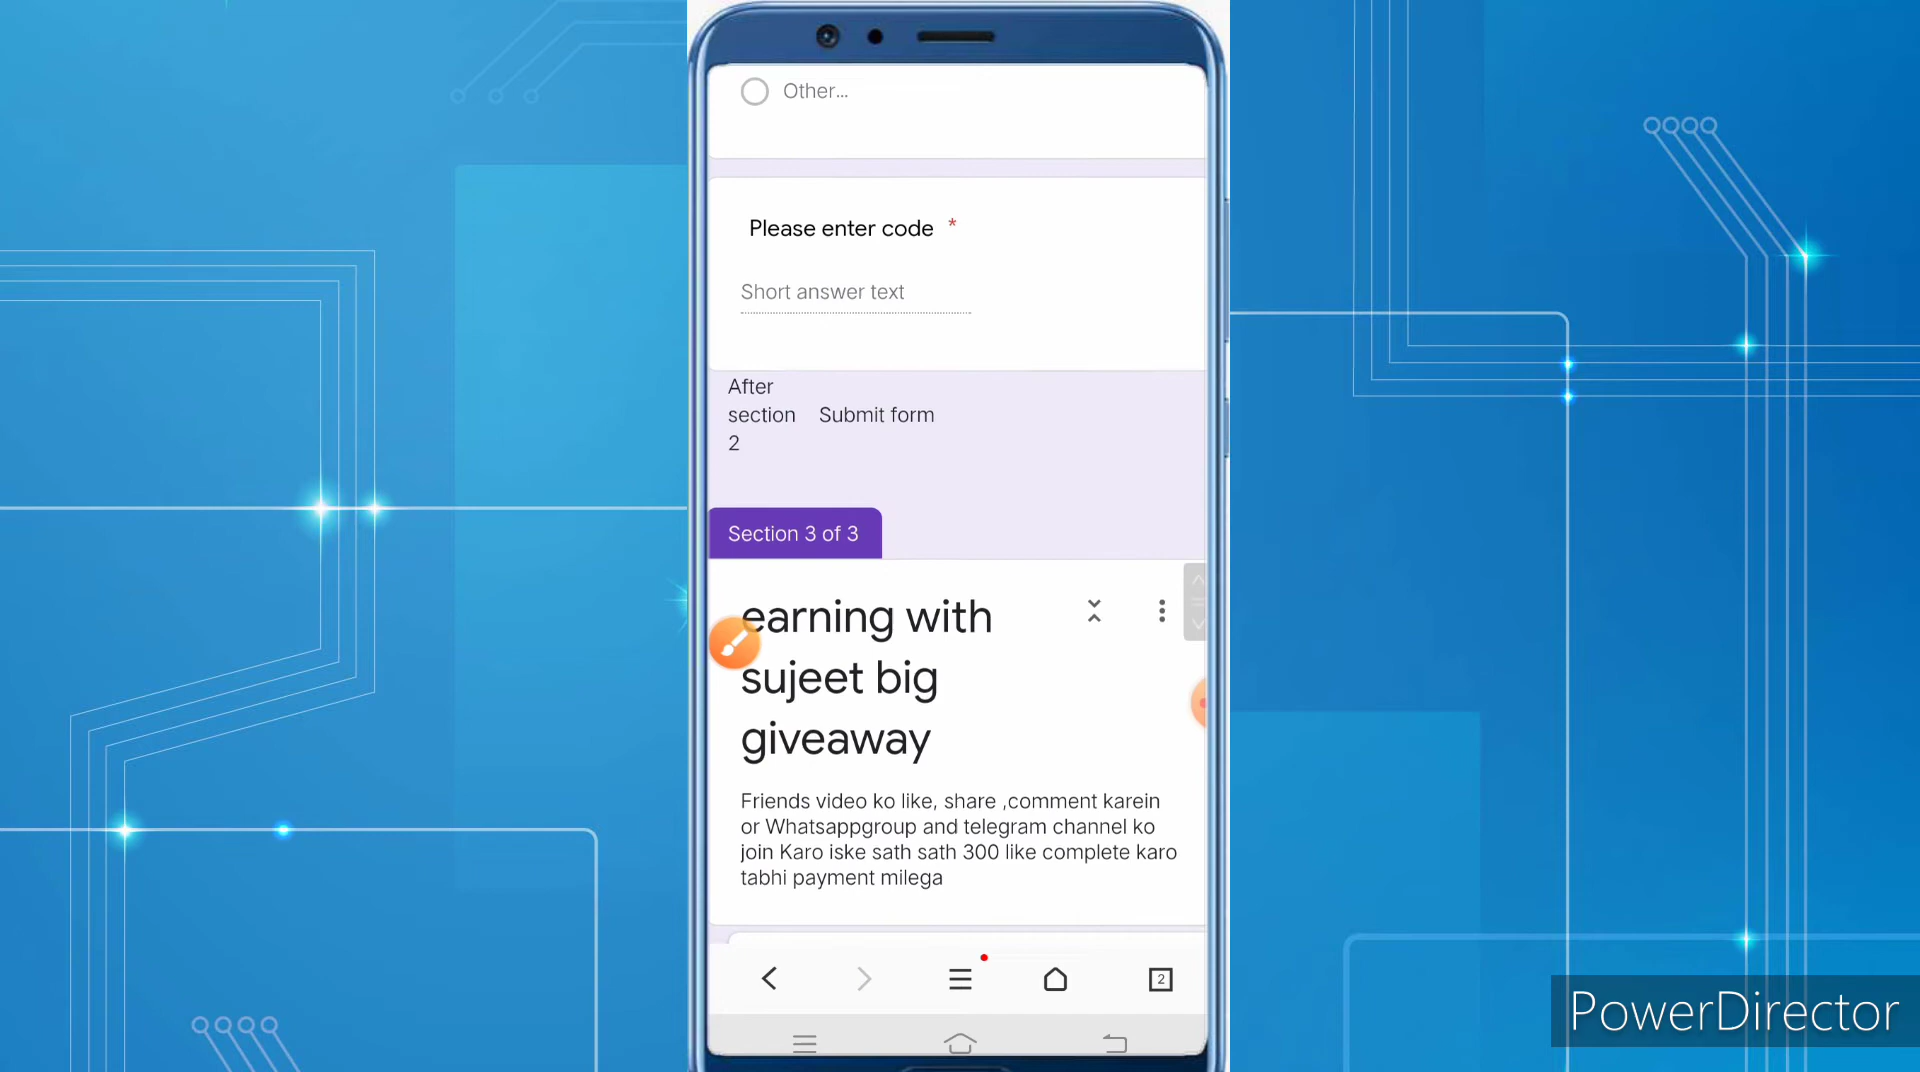 Other...
Please enter code *
Short answer text
After
section Submit form
2
Section 3 of 3
earning with
sujeet big
giveaway
Friends video ko like, share ,comment karein
or Whatsappgroup and telegram channel ko
join Karo iske sath sath 300 like complete karo
tabhi payment milega
2
PowerDirector